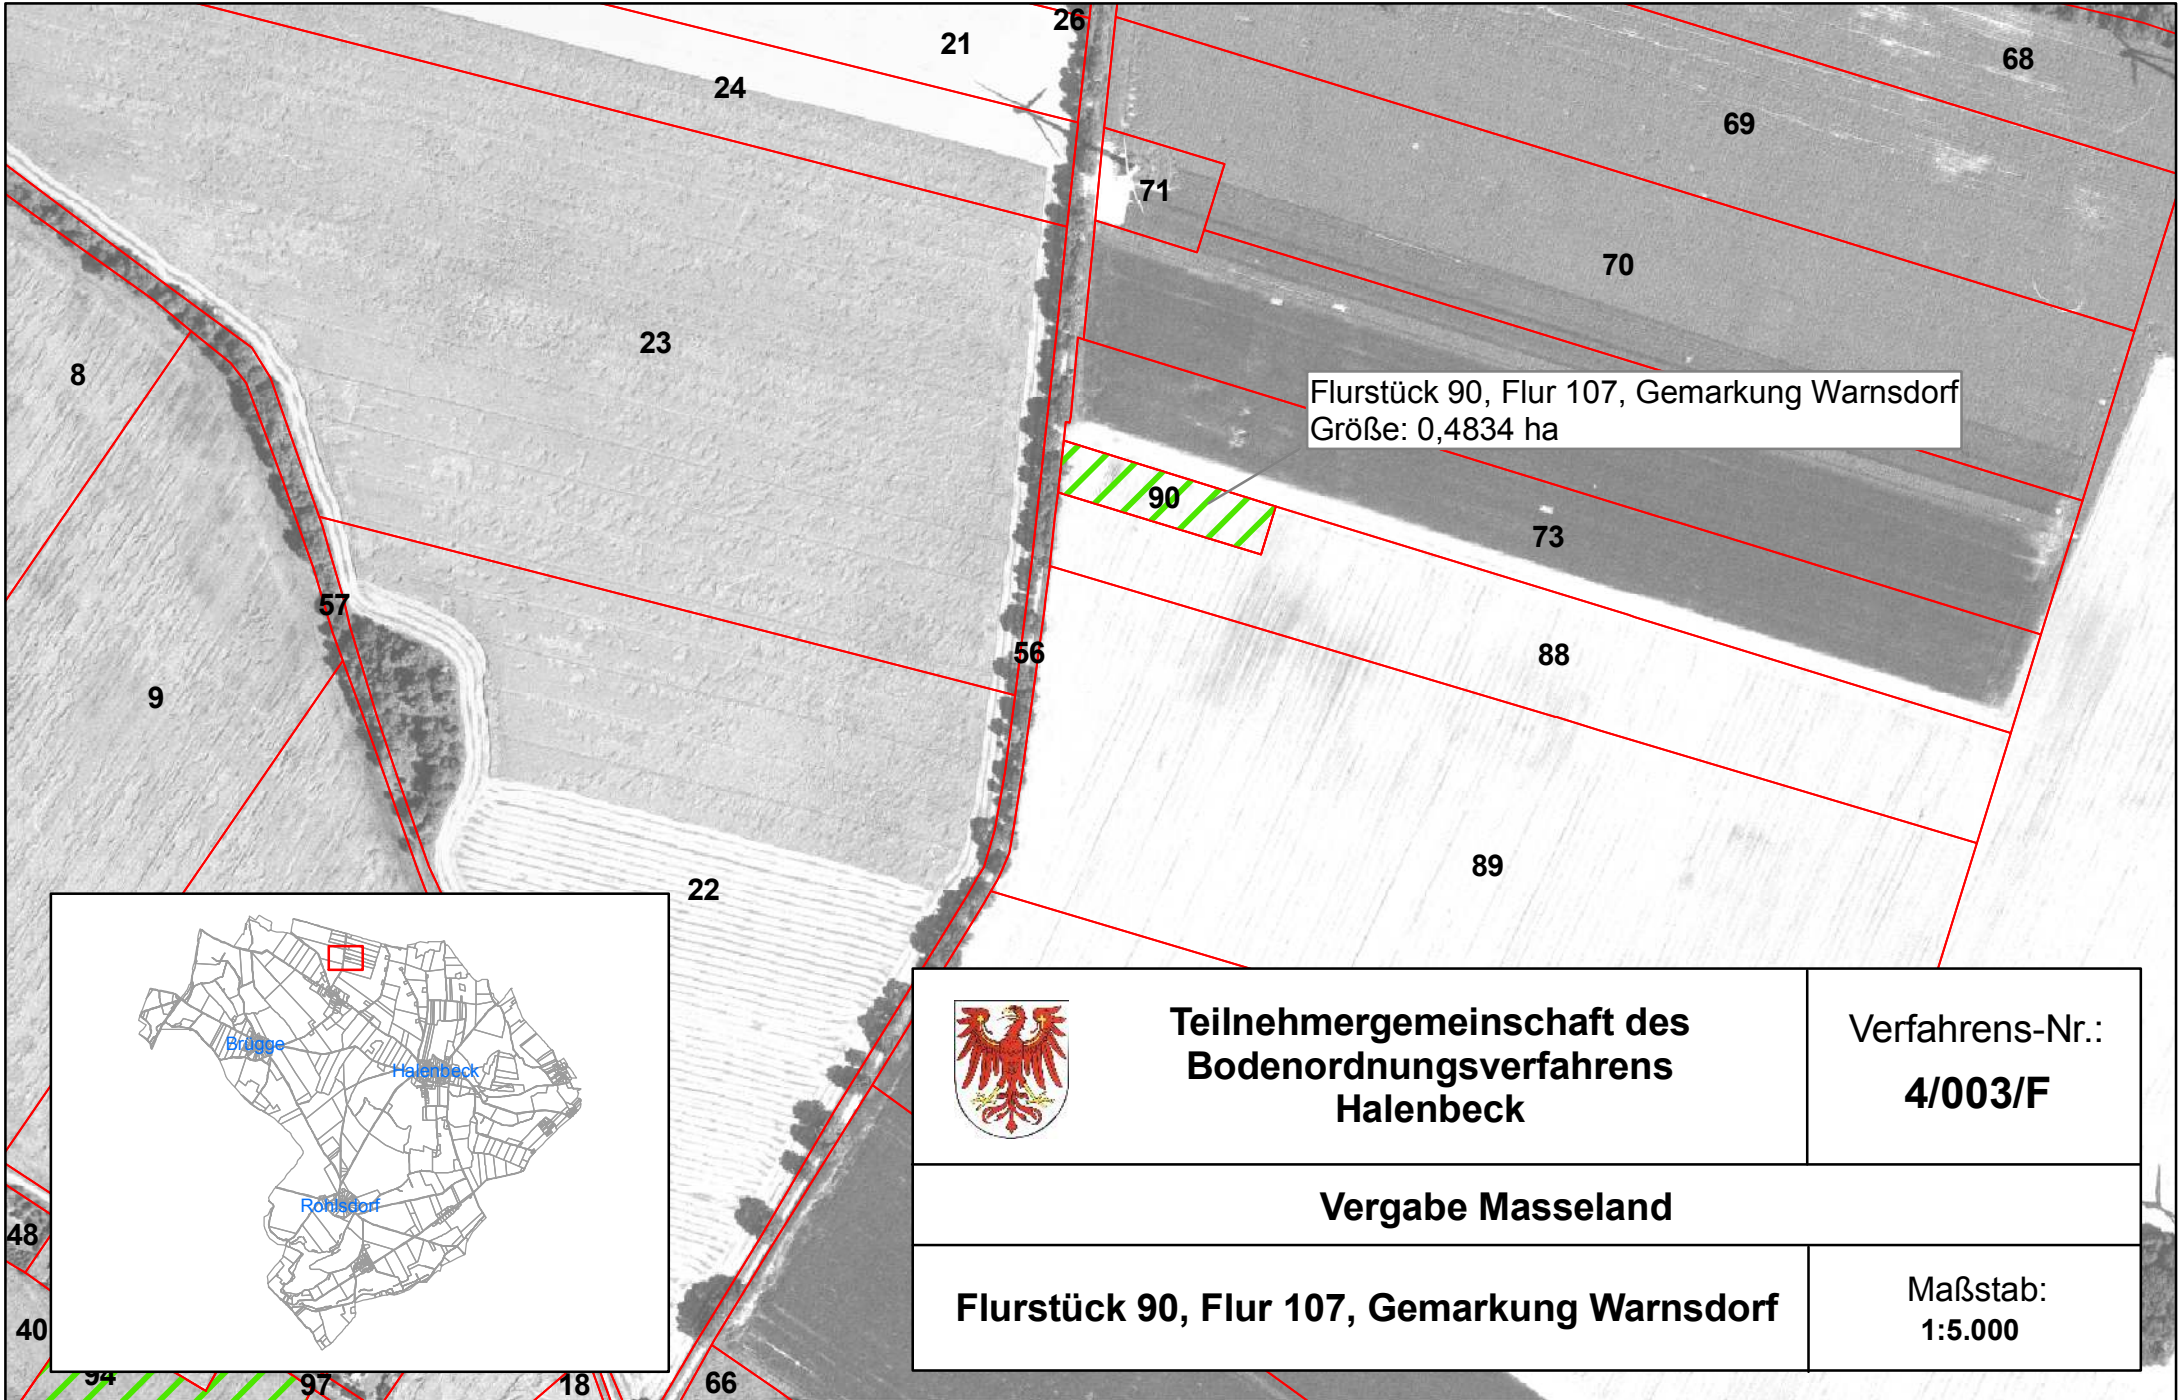 26
21
68
24
69
71
70
23
8
Flurstück 90, Flur 107, Gemarkung Warnsdorf
Größe: 0,4834 ha
90
73
57
56
88
9
89
22
Brügge
Halenbeck
Rohlsdorf
Teilnehmergemeinschaft des
Bodenordnungsverfahrens
Halenbeck
Verfahrens-Nr.:
4/003/F
Vergabe Masseland
Flurstück 90, Flur 107, Gemarkung Warnsdorf
Maßstab:
1:5.000
48
40
94
97
18
66